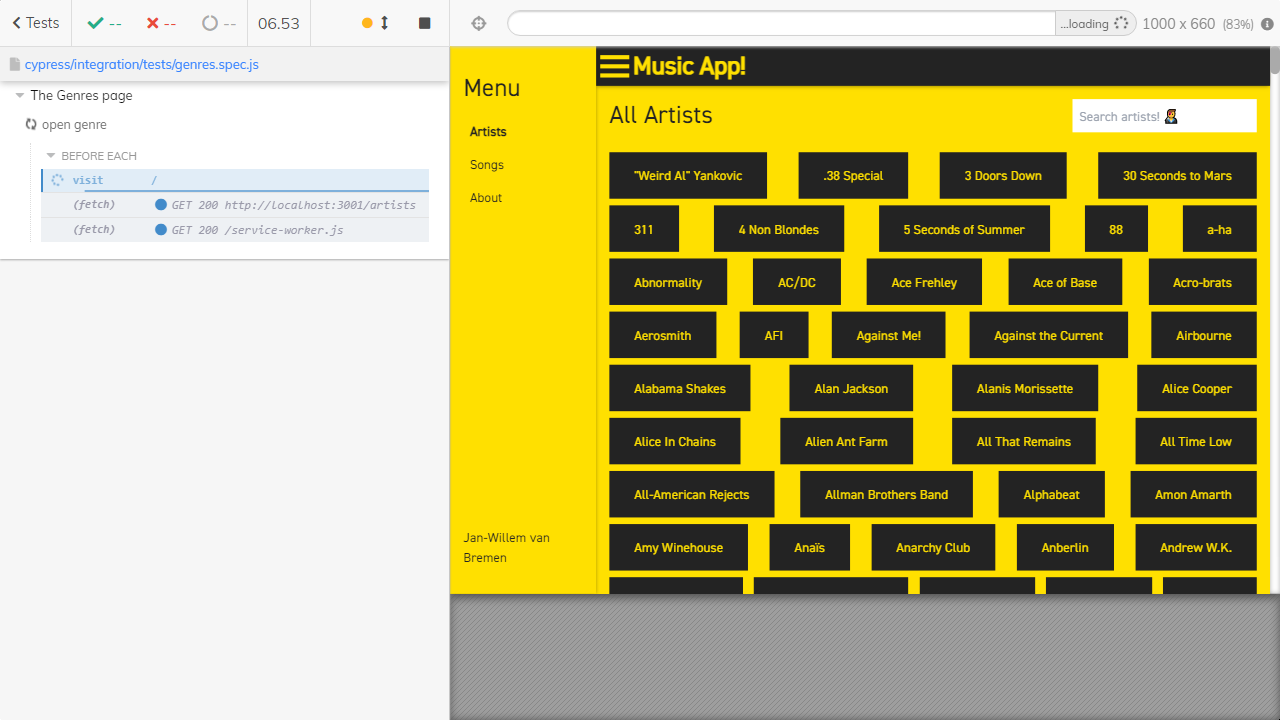 Tests
--
--
--
06.53
...loading
1000 x 660 (83%)
cypress/integration/tests/genres.spec.js
The Genres page
open genre
BEFORE EACH
visit /
(fetch) GET 200 http://localhost:3001/artists
(fetch) GET 200 /service-worker.js
Menu
Artists
Songs
About
Jan-Willem van
Bremen
Music App!
All Artists
Search artists! 👩‍🎤
"Weird Al" Yankovic
.38 Special
3 Doors Down
30 Seconds to Mars
311
4 Non Blondes
5 Seconds of Summer
88
a-ha
Abnormality
AC/DC
Ace Frehley
Ace of Base
Acro-brats
Aerosmith
AFI
Against Me!
Against the Current
Airbourne
Alabama Shakes
Alan Jackson
Alanis Morissette
Alice Cooper
Alice In Chains
Alien Ant Farm
All That Remains
All Time Low
All-American Rejects
Allman Brothers Band
Alphabeat
Amon Amarth
Amy Winehouse
Anaïs
Anarchy Club
Anberlin
Andrew W.K.